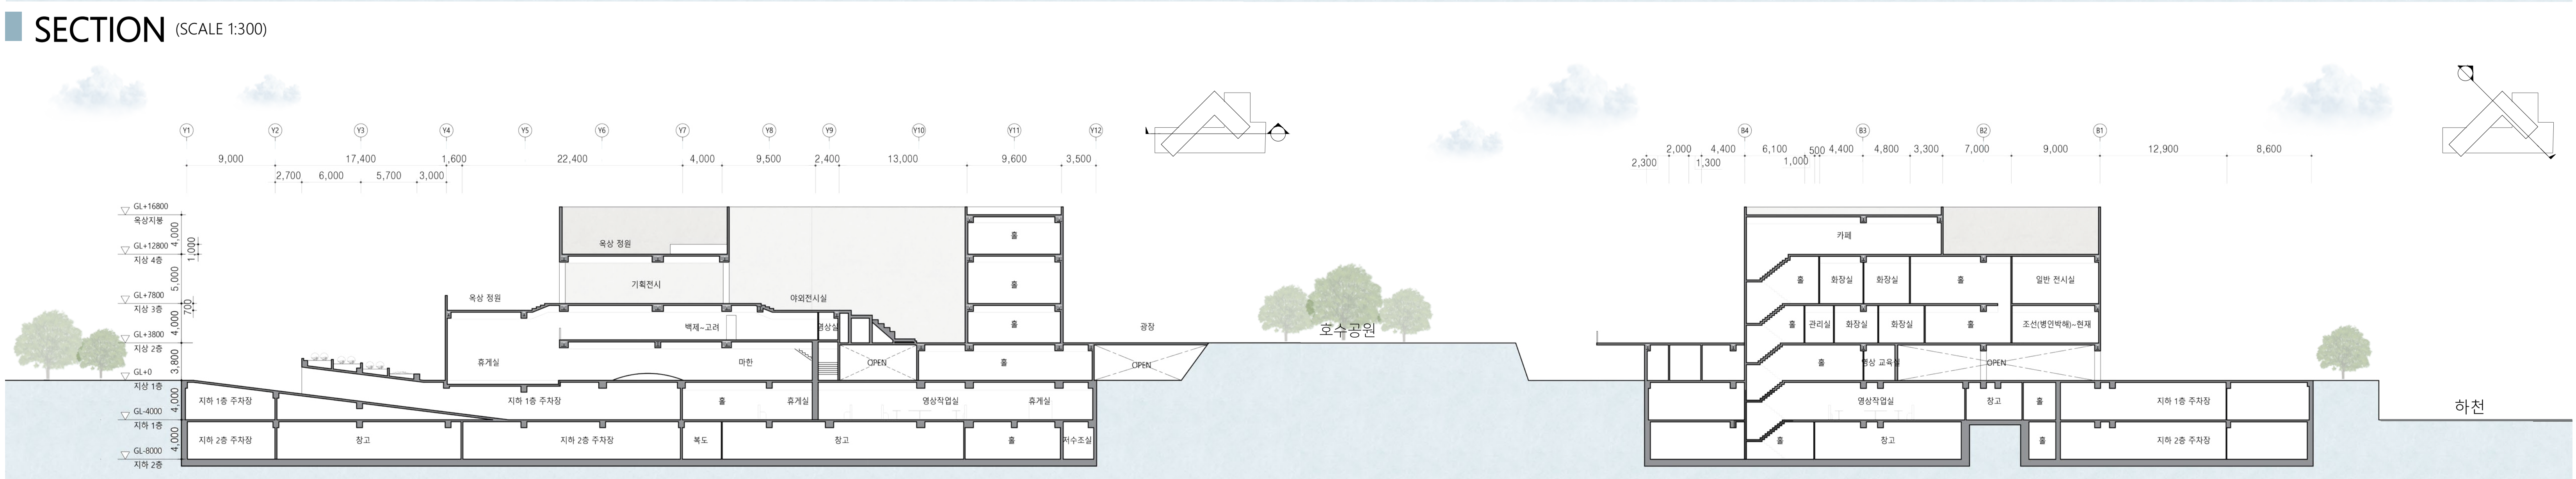 SECTION (SCALE 1:300)
Y1 Y2 Y3 Y4 Y5 Y6 Y7 Y8 Y9 Y10 Y11 Y12
9,000 17,400 1,600 22,400 4,000 9,500 2,400 13,000 9,600 3,500
2,700 6,000 5,700 3,000
GL+16800
옥상지붕
4,000
GL+12800
지상 4층
1,000
5,000
GL+7800
지상 3층
700
4,000
GL+3800
지상 2층
3,800
GL+0
지상 1층
4,000
GL-4000
지하 1층
4,000
GL-8000
지하 2층
옥상 정원 홀
기획전시 홀
옥상 정원 야외전시실
백제~고려 영상실 홀
휴게실 마한 OPEN 홀 OPEN
광장
지하 1층 주차장 지하 1층 주차장 홀 휴게실 영상작업실 휴게실
지하 2층 주차장 창고 지하 2층 주차장 복도 창고 홀 저수조실
호수공원
B4 B3 B2 B1
2,300 2,000 1,300 4,400 6,100 1,000 500 4,400 4,800 3,300 7,000 9,000 12,900 8,600
카페
홀 화장실 화장실 홀 일반 전시실
홀 관리실 화장실 화장실 홀 조선(병인박해)~현재
홀 영상 교육실 OPEN
영상작업실 창고 홀 지하 1층 주차장
홀 창고 홀 지하 2층 주차장
하천